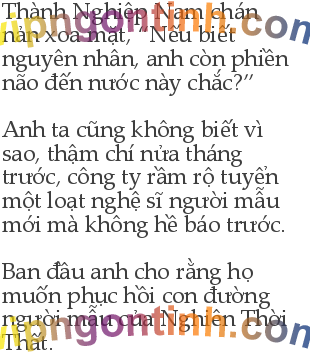 Thành Nghiệp Nam chán
nản xoa mặt, “Nếu biết
nguyên nhân, anh còn phiền
não đến nước này chắc?”
Anh ta cũng không biết vì
sao, thậm chí nửa tháng
trước, công ty rầm rộ tuyển
một loạt nghệ sĩ người mẫu
mới mà không hề báo trước.
Ban đầu anh cho rằng họ
muốn phục hồi con đường
người mẫu của Nghiên Thời
Thất.
vipngontinh.com
vipngontinh.com